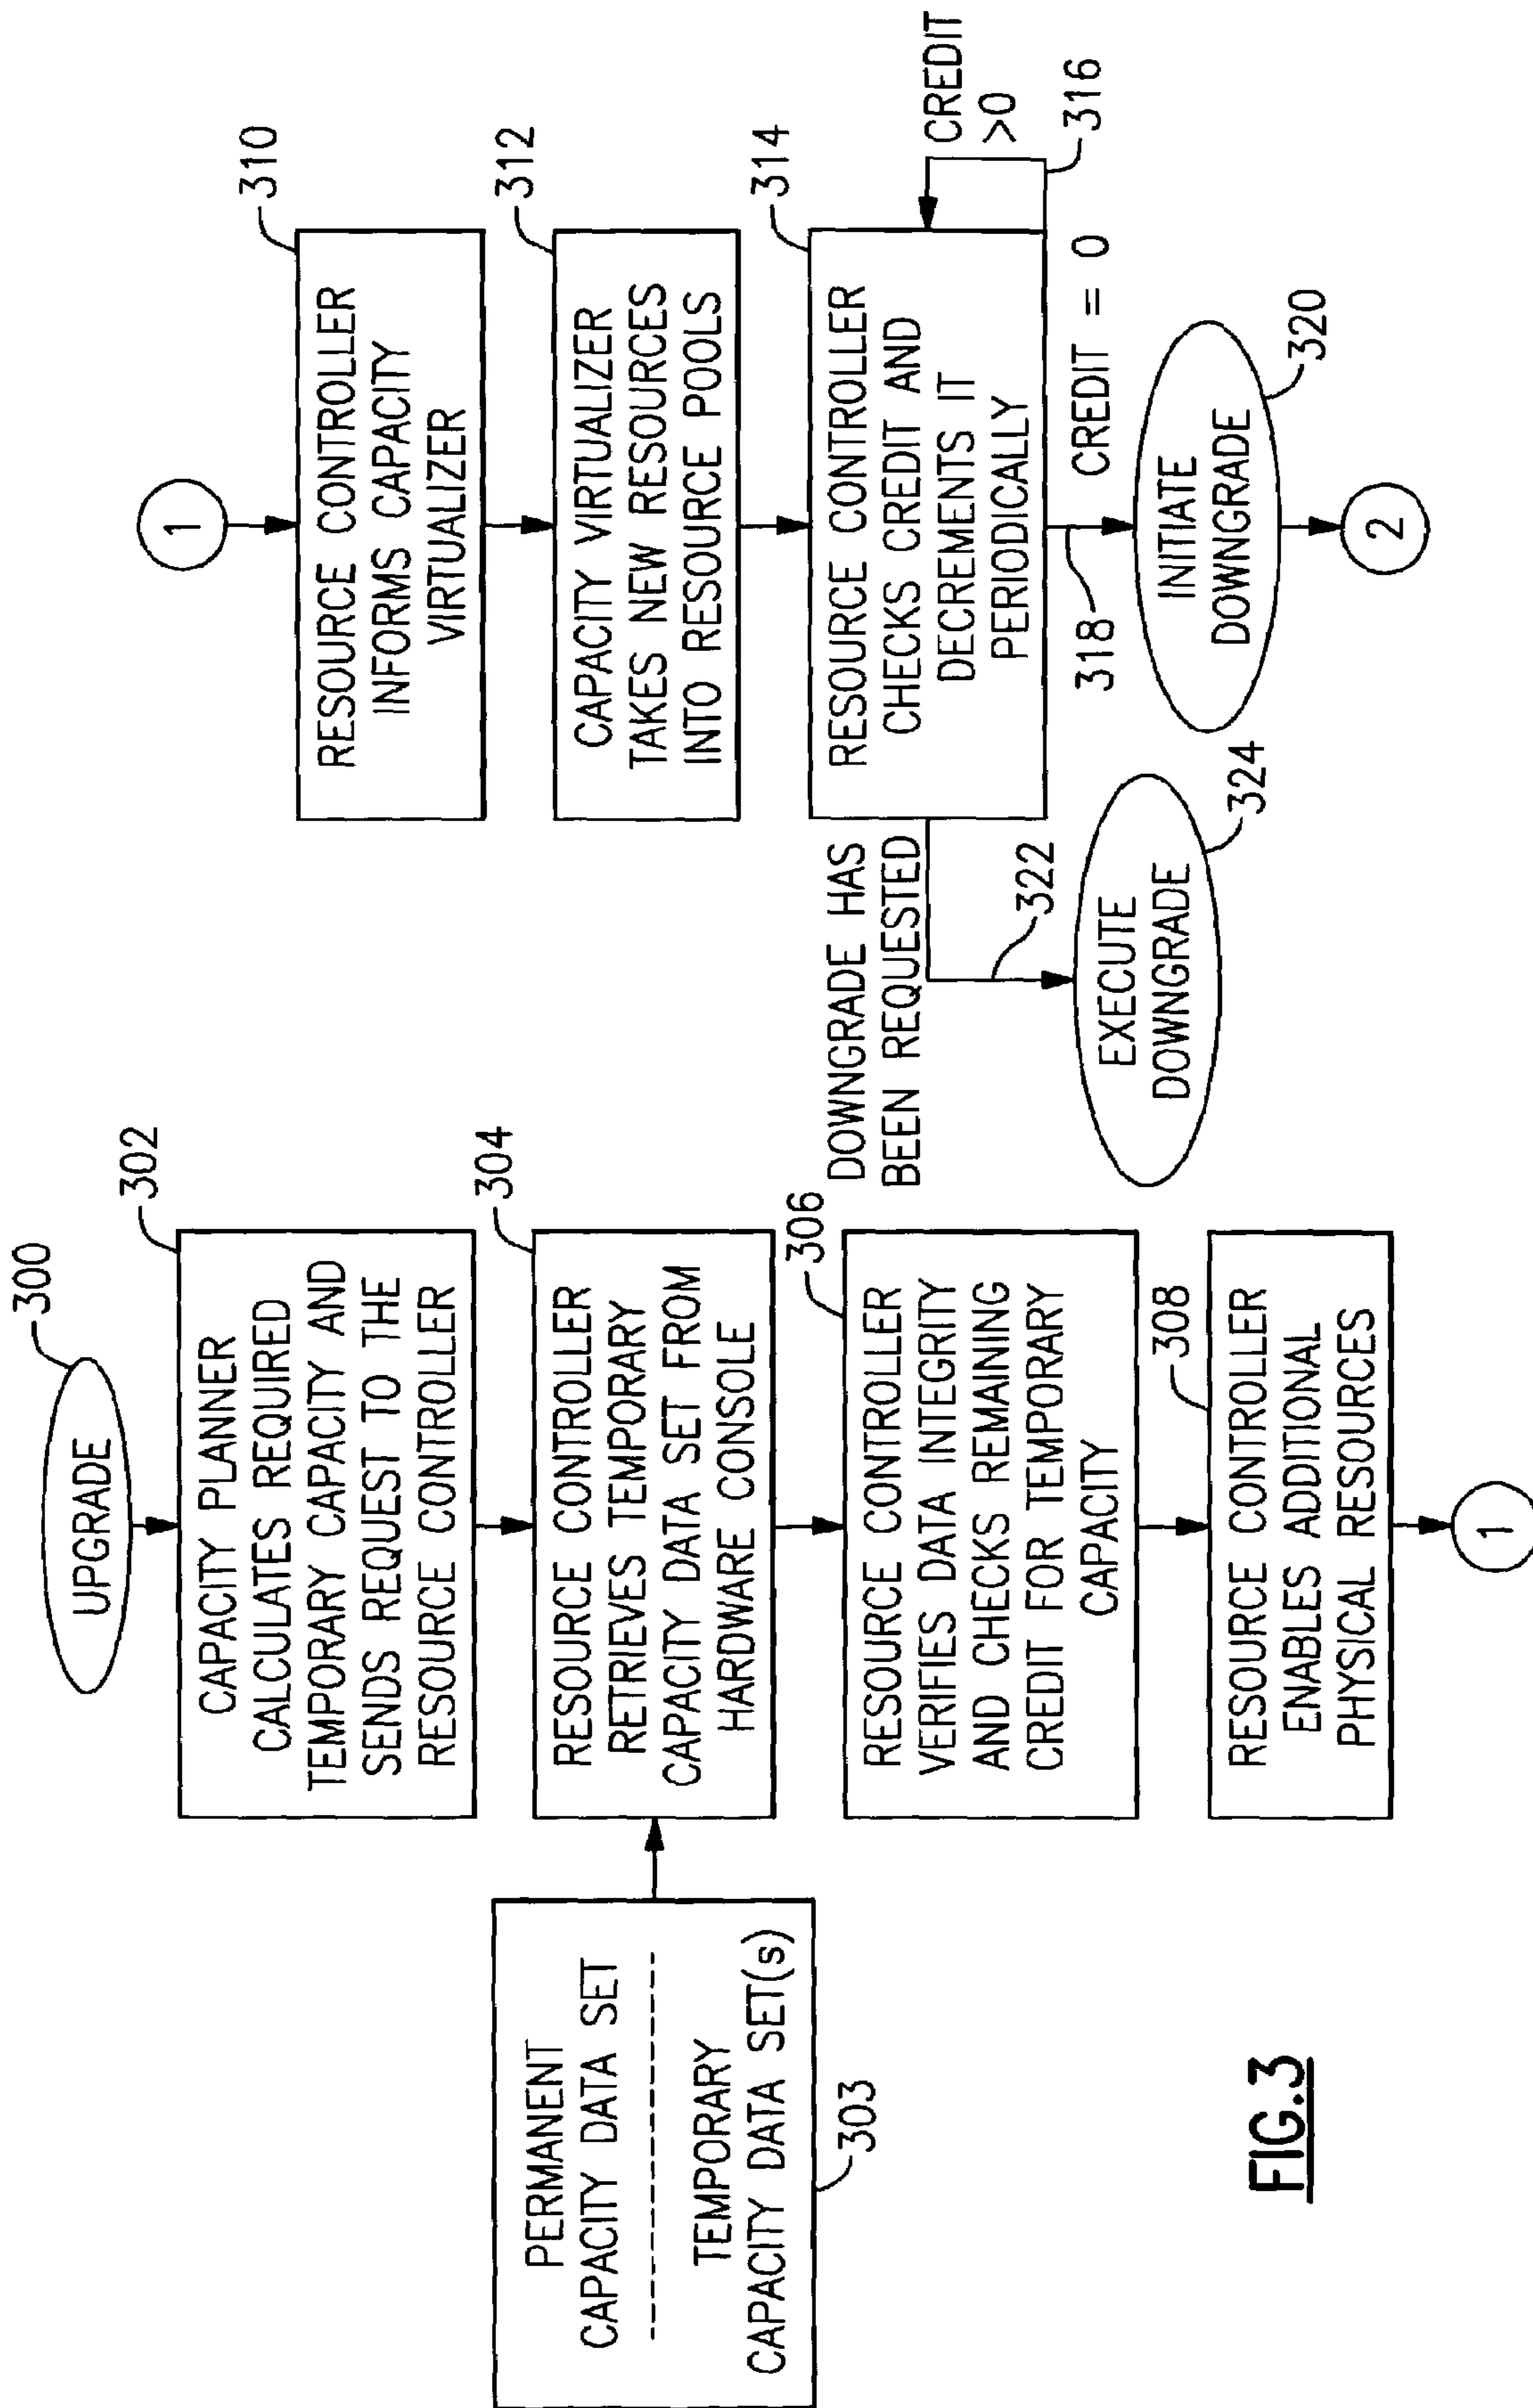 300
UPGRADE
302
CAPACITY PLANNER
CALCULATES REQUIRED
TEMPORARY CAPACITY AND
SENDS REQUEST TO THE
RESOURCE CONTROLLER
PERMANENT
CAPACITY DATA SET
TEMPORARY
CAPACITY DATA SET(s)
303
304
RESOURCE CONTROLLER
RETRIEVES TEMPORARY
CAPACITY DATA SET FROM
HARDWARE CONSOLE
306
RESOURCE CONTROLLER
VERIFIES DATA INTEGRITY
AND CHECKS REMAINING
CREDIT FOR TEMPORARY
CAPACITY
308
RESOURCE CONTROLLER
ENABLES ADDITIONAL
PHYSICAL RESOURCES
1
1
310
RESOURCE CONTROLLER
INFORMS CAPACITY
VIRTUALIZER
312
CAPACITY VIRTUALIZER
TAKES NEW RESOURCES
INTO RESOURCE POOLS
314
RESOURCE CONTROLLER
CHECKS CREDIT AND
DECREMENTS IT
PERIODICALLY
CREDIT
>0
316
DOWNGRADE HAS
BEEN REQUESTED
322
EXECUTE
DOWNGRADE
324
318
CREDIT = 0
INITIATE
DOWNGRADE
320
2
FIG.3